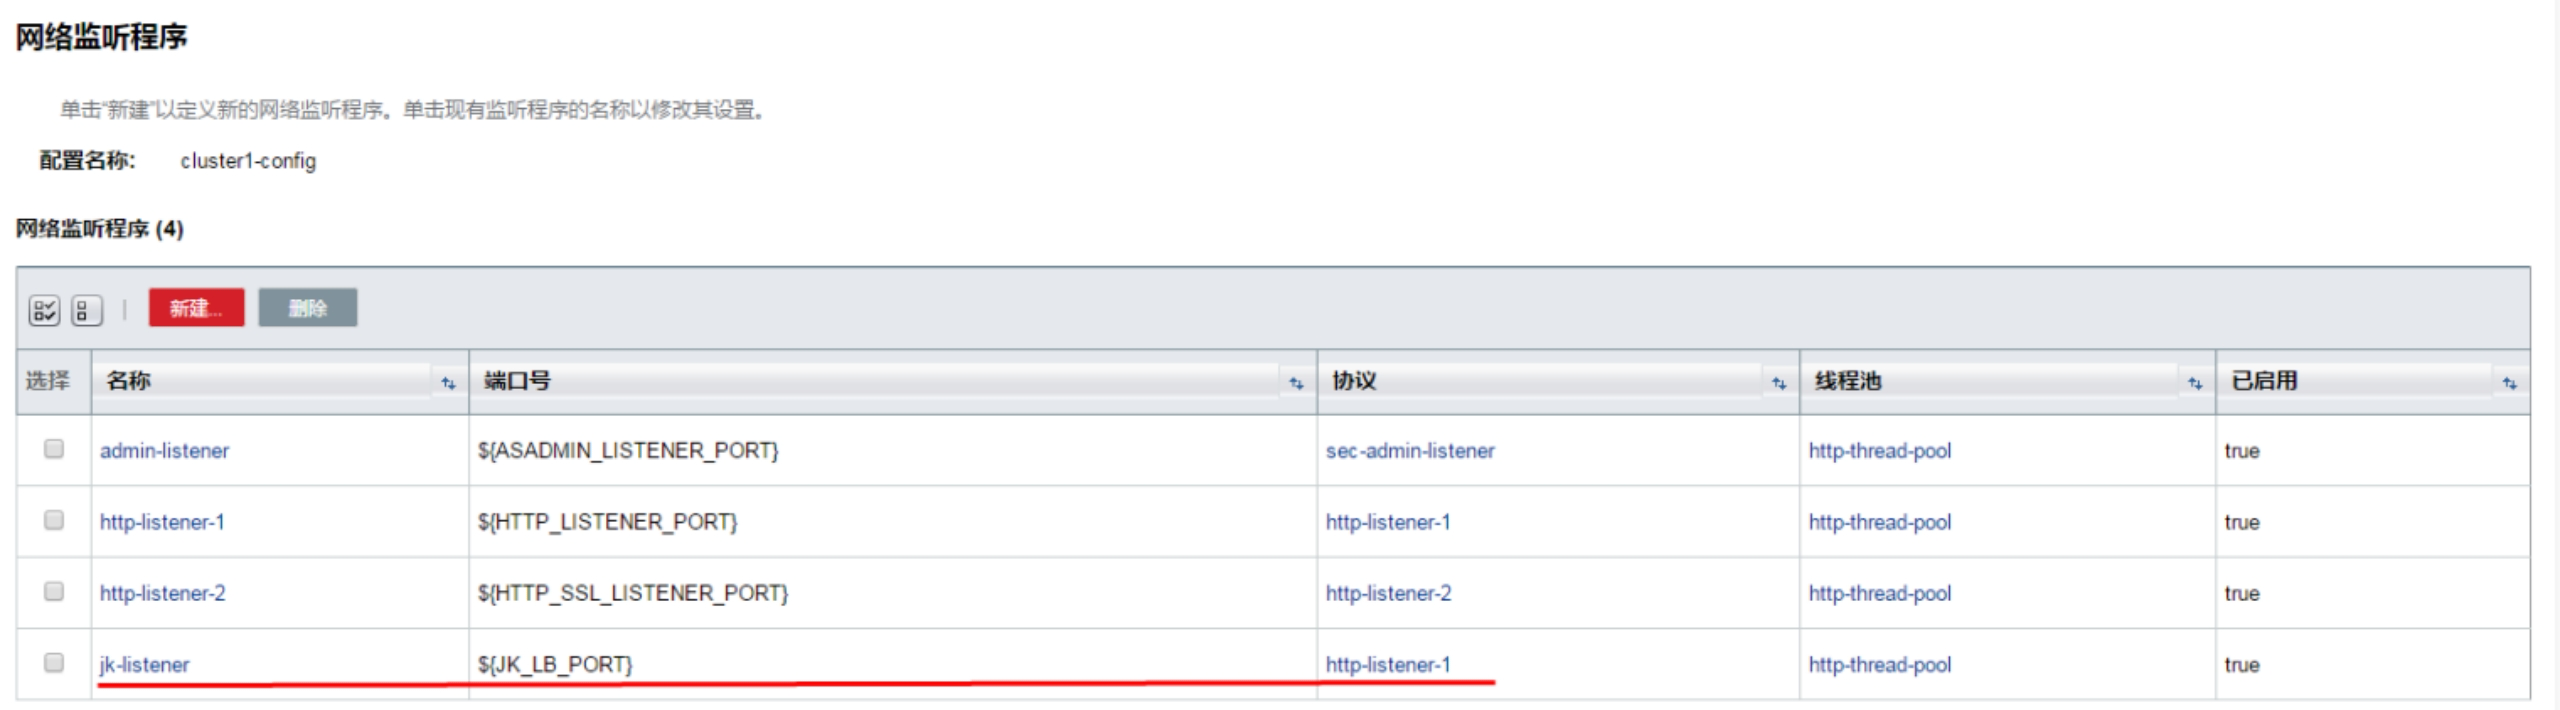 网络监听程序
单击“新建”以定义新的网络监听程序。单击现有监听程序的名称以修改其设置。
配置名称: cluster1-config
网络监听程序 (4)
新建... 删除
选择 名称 端口号 协议 线程池 已启用
admin-listener ${ASADMIN_LISTENER_PORT} sec-admin-listener http-thread-pool true
http-listener-1 ${HTTP_LISTENER_PORT} http-listener-1 http-thread-pool true
http-listener-2 ${HTTP_SSL_LISTENER_PORT} http-listener-2 http-thread-pool true
jk-listener ${JK_LB_PORT} http-listener-1 http-thread-pool true